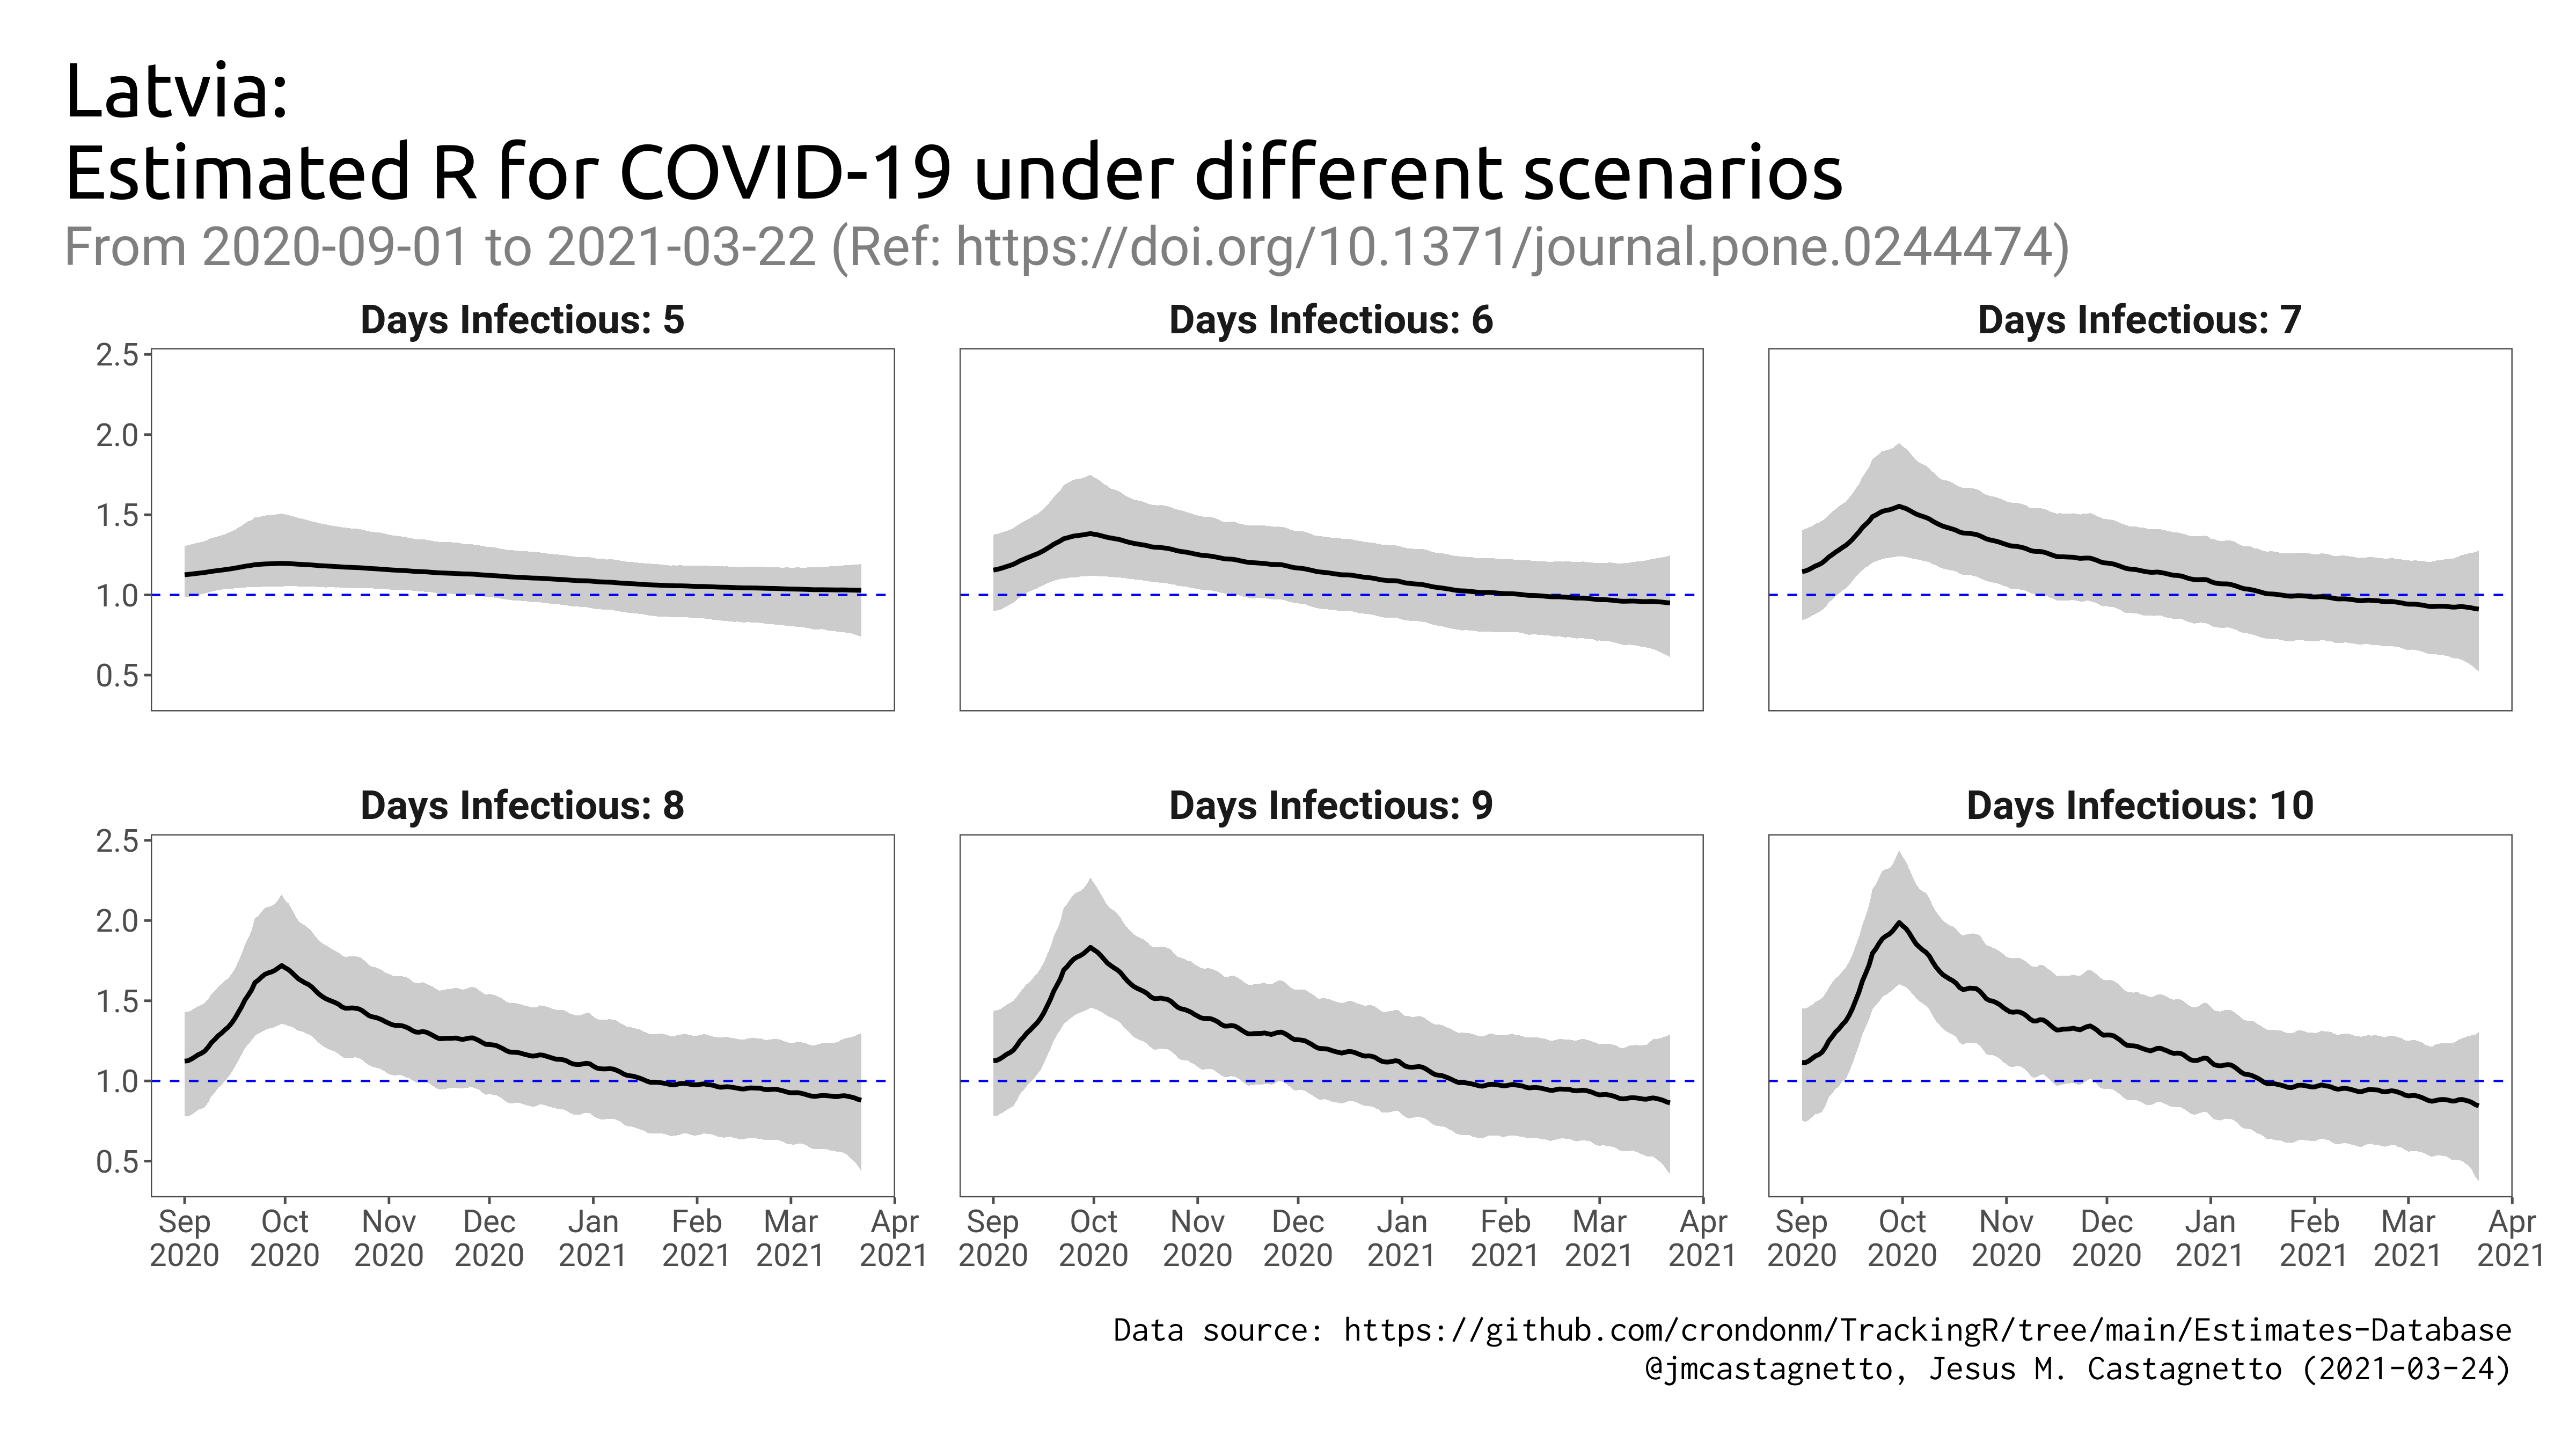 Latvia:
Estimated R for COVID-19 under different scenarios
From 2020-09-01 to 2021-03-22 (Ref: https://doi.org/10.1371/journal.pone.0244474)
Days Infectious: 5
Days Infectious: 6
Days Infectious: 7
2.5
2.0
1.5
1.0
0.5
Days Infectious: 8
Days Infectious: 9
Days Infectious: 10
2.5
2.0
1.5
1.0
0.5
Sep Oct Nov Dec Jan Feb Mar Apr
2020 2020 2020 2020 2021 2021 2021 2021
Sep Oct Nov Dec Jan Feb Mar Apr
2020 2020 2020 2020 2021 2021 2021 2021
Sep Oct Nov Dec Jan Feb Mar Apr
2020 2020 2020 2020 2021 2021 2021 2021
Data source: https://github.com/crondonm/TrackingR/tree/main/Estimates-Database
@jmcastagnetto, Jesus M. Castagnetto (2021-03-24)